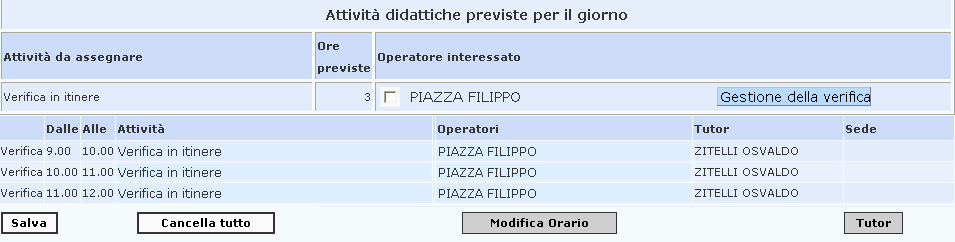 Attività didattiche previste per il giorno
Attività da assegnare Ore previste Operatore interessato
Verifica in itinere 3 PIAZZA FILIPPO Gestione della verifica
Dalle Alle Attività Operatori Tutor Sede
Verifica 9.00 10.00 Verifica in itinere PIAZZA FILIPPO ZITELLI OSVALDO
Verifica 10.00 11.00 Verifica in itinere PIAZZA FILIPPO ZITELLI OSVALDO
Verifica 11.00 12.00 Verifica in itinere PIAZZA FILIPPO ZITELLI OSVALDO
Salva Cancella tutto Modifica Orario Tutor